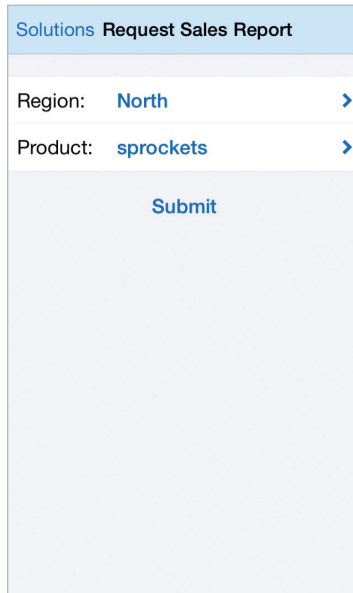 Solutions Request Sales Report
Region: North
Product: sprockets
Submit